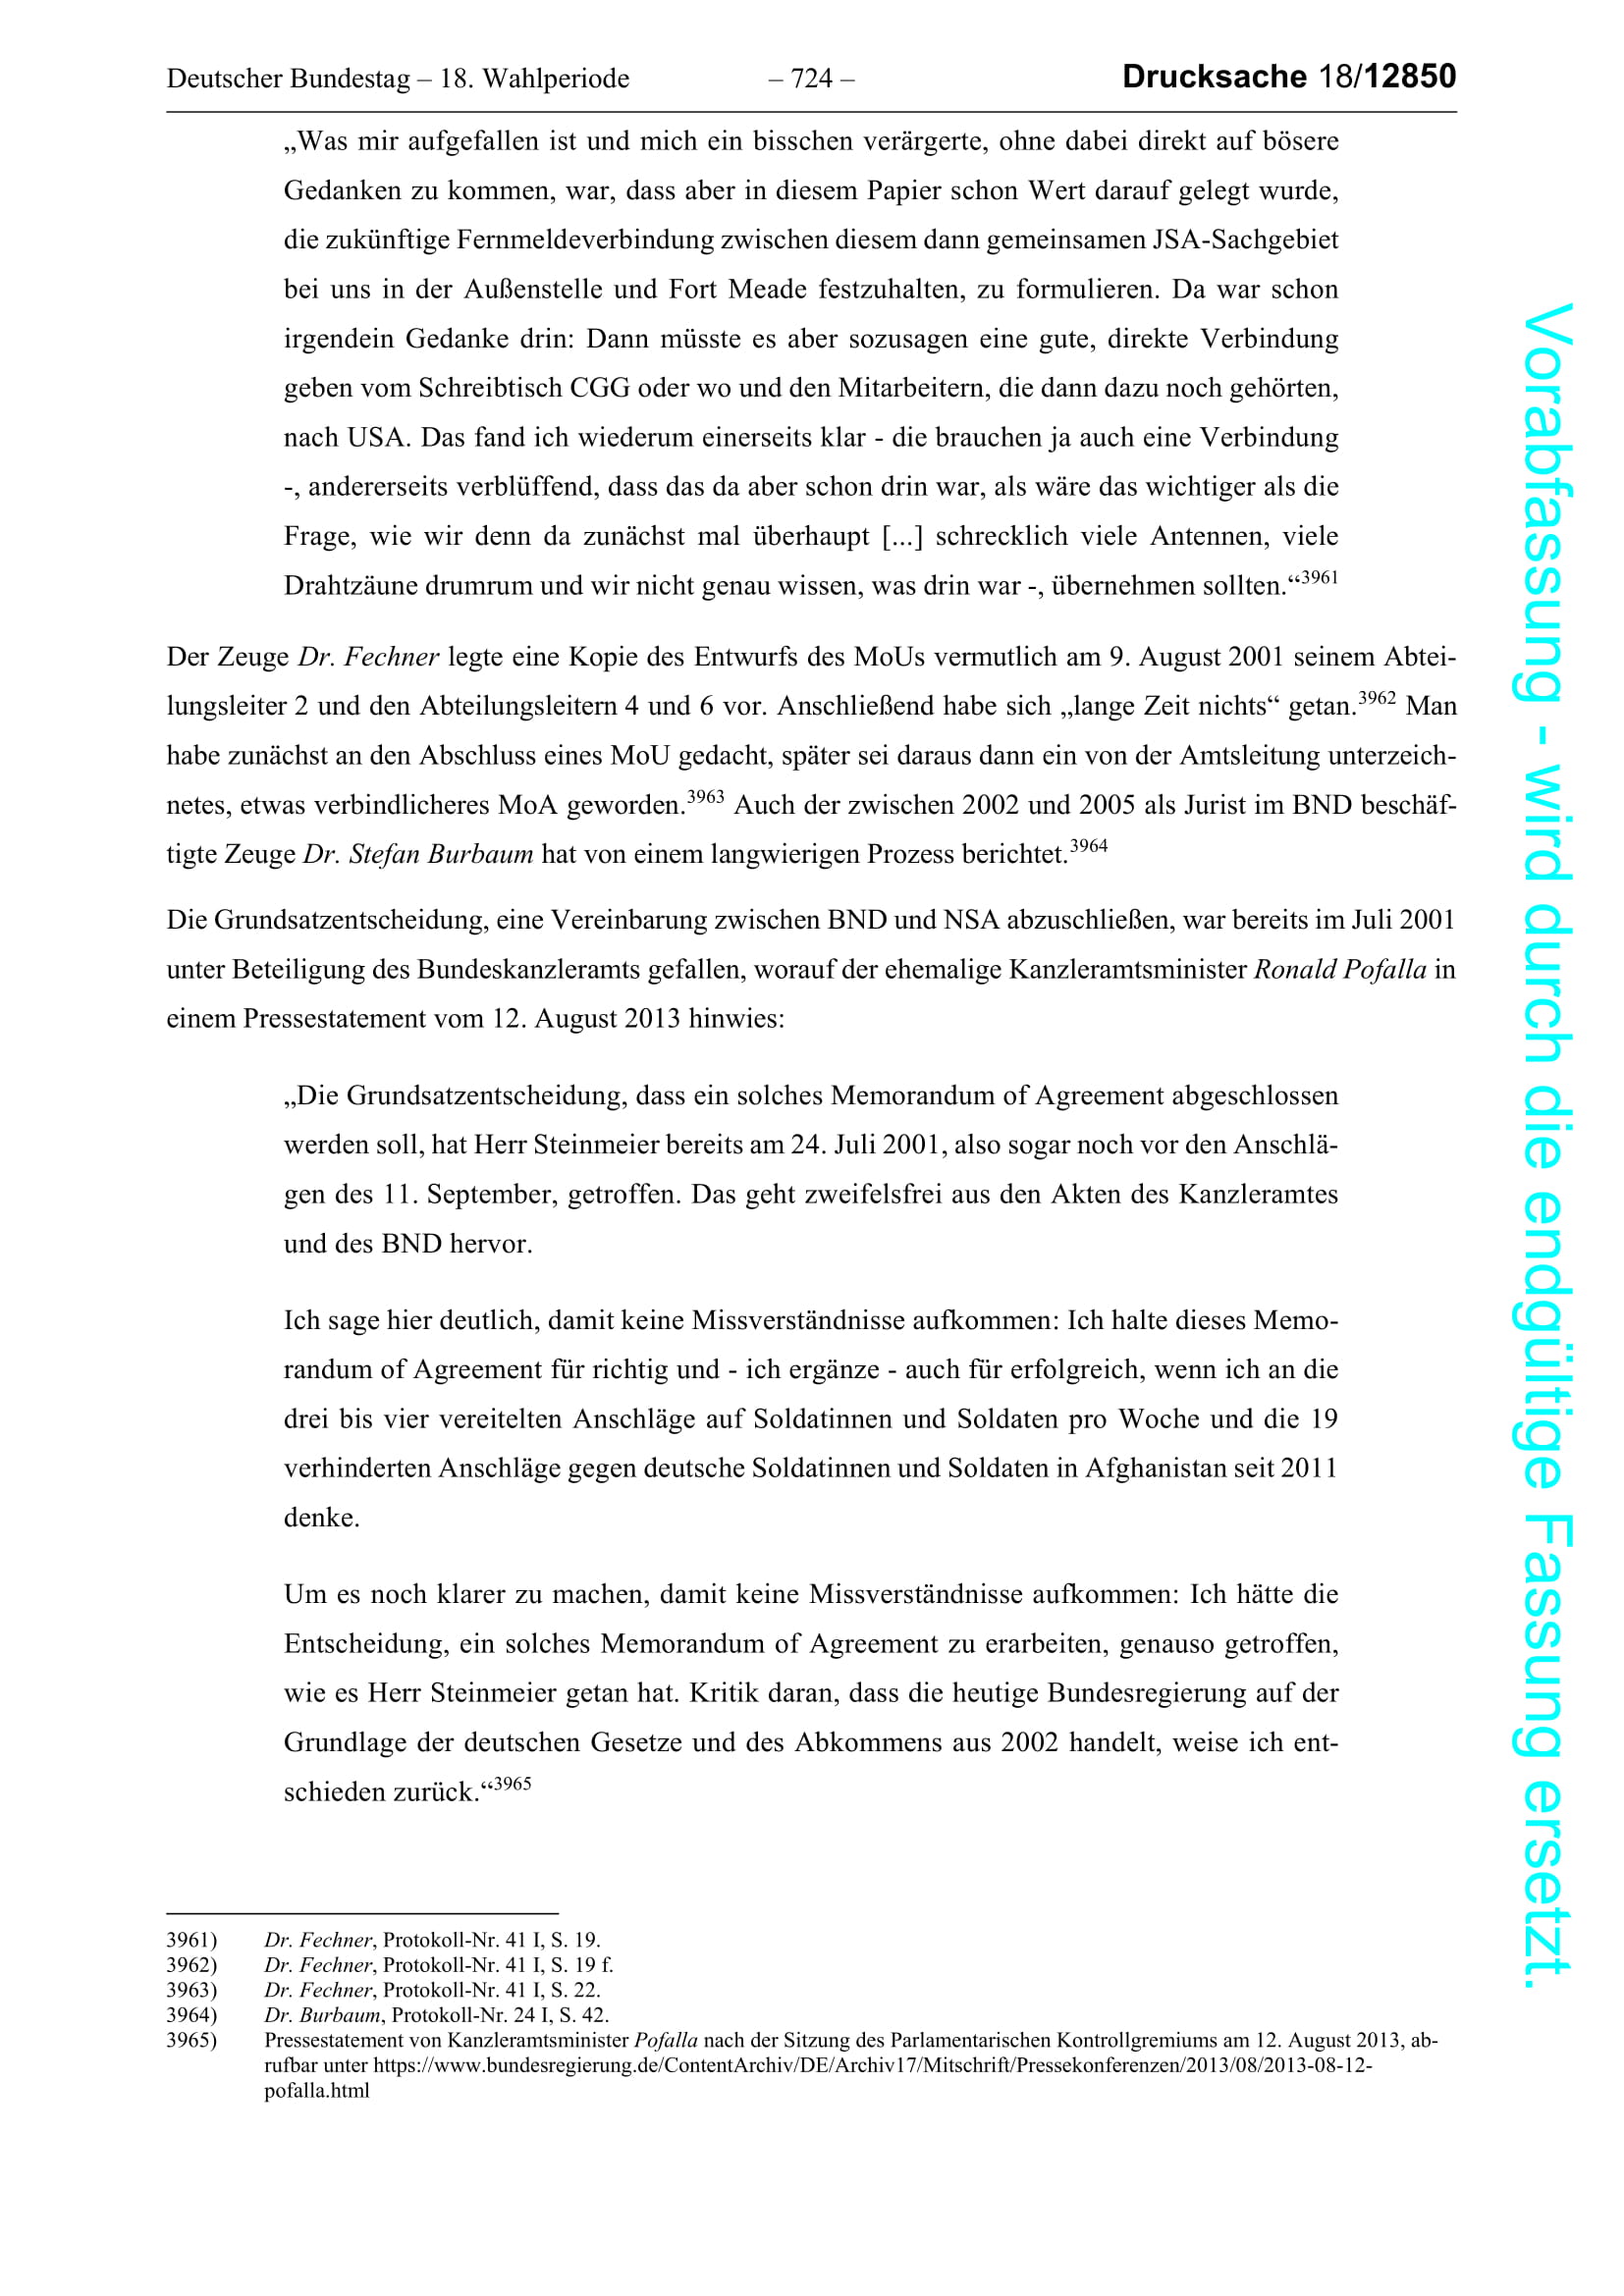 Deutscher Bundestag – 18. Wahlperiode – 724 – Drucksache 18/12850
„Was mir aufgefallen ist und mich ein bisschen verärgerte, ohne dabei direkt auf bösere
Gedanken zu kommen, war, dass aber in diesem Papier schon Wert darauf gelegt wurde,
die zukünftige Fernmeldeverbindung zwischen diesem dann gemeinsamen JSA-Sachgebiet
bei uns in der Außenstelle und Fort Meade festzuhalten, zu formulieren. Da war schon
irgendein Gedanke drin: Dann müsste es aber sozusagen eine gute, direkte Verbindung
geben vom Schreibtisch CGG oder wo und den Mitarbeitern, die dann dazu noch gehörten,
nach USA. Das fand ich wiederum einerseits klar - die brauchen ja auch eine Verbindung
-, andererseits verblüffend, dass das da aber schon drin war, als wäre das wichtiger als die
Frage, wie wir denn da zunächst mal überhaupt [...] schrecklich viele Antennen, viele
Drahtzäune drumrum und wir nicht genau wissen, was drin war -, übernehmen sollten.“3961
Der Zeuge Dr. Fechner legte eine Kopie des Entwurfs des MoUs vermutlich am 9. August 2001 seinem Abtei-
lungsleiter 2 und den Abteilungsleitern 4 und 6 vor. Anschließend habe sich „lange Zeit nichts“ getan.3962 Man
habe zunächst an den Abschluss eines MoU gedacht, später sei daraus dann ein von der Amtsleitung unterzeich-
netes, etwas verbindlicheres MoA geworden.3963 Auch der zwischen 2002 und 2005 als Jurist im BND beschäf-
tigte Zeuge Dr. Stefan Burbaum hat von einem langwierigen Prozess berichtet.3964
Die Grundsatzentscheidung, eine Vereinbarung zwischen BND und NSA abzuschließen, war bereits im Juli 2001
unter Beteiligung des Bundeskanzleramts gefallen, worauf der ehemalige Kanzleramtsminister Ronald Pofalla in
einem Pressestatement vom 12. August 2013 hinwies:
„Die Grundsatzentscheidung, dass ein solches Memorandum of Agreement abgeschlossen
werden soll, hat Herr Steinmeier bereits am 24. Juli 2001, also sogar noch vor den Anschlä-
gen des 11. September, getroffen. Das geht zweifelsfrei aus den Akten des Kanzleramtes
und des BND hervor.
Ich sage hier deutlich, damit keine Missverständnisse aufkommen: Ich halte dieses Memo-
randum of Agreement für richtig und - ich ergänze - auch für erfolgreich, wenn ich an die
drei bis vier vereitelten Anschläge auf Soldatinnen und Soldaten pro Woche und die 19
verhinderten Anschläge gegen deutsche Soldatinnen und Soldaten in Afghanistan seit 2011
denke.
Um es noch klarer zu machen, damit keine Missverständnisse aufkommen: Ich hätte die
Entscheidung, ein solches Memorandum of Agreement zu erarbeiten, genauso getroffen,
wie es Herr Steinmeier getan hat. Kritik daran, dass die heutige Bundesregierung auf der
Grundlage der deutschen Gesetze und des Abkommens aus 2002 handelt, weise ich ent-
schieden zurück.“3965
3961) Dr. Fechner, Protokoll-Nr. 41 I, S. 19.
3962) Dr. Fechner, Protokoll-Nr. 41 I, S. 19 f.
3963) Dr. Fechner, Protokoll-Nr. 41 I, S. 22.
3964) Dr. Burbaum, Protokoll-Nr. 24 I, S. 42.
3965) Pressestatement von Kanzleramtsminister Pofalla nach der Sitzung des Parlamentarischen Kontrollgremiums am 12. August 2013, ab-
rufbar unter https://www.bundesregierung.de/ContentArchiv/DE/Archiv17/Mitschrift/Pressekonferenzen/2013/08/2013-08-12-
pofalla.html
Vorabfassung - wird durch die endgültige Fassung ersetzt.